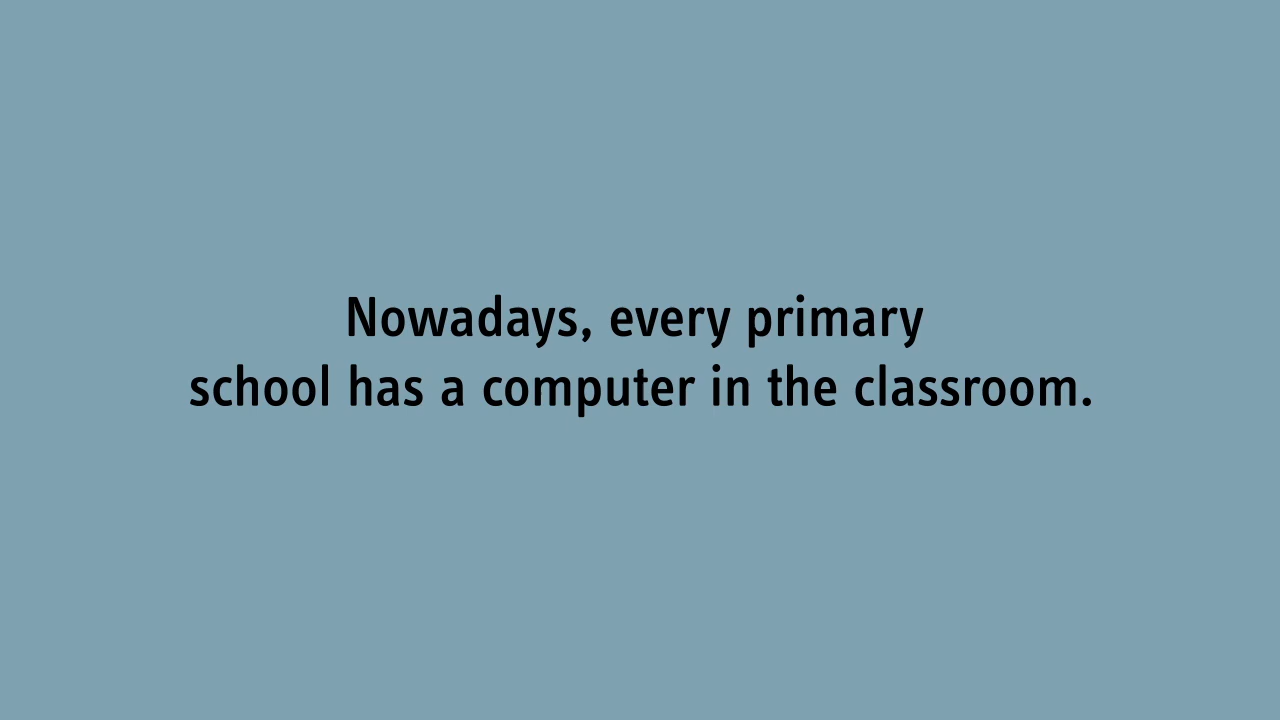 Nowadays, every primary
school has a computer in the classroom.